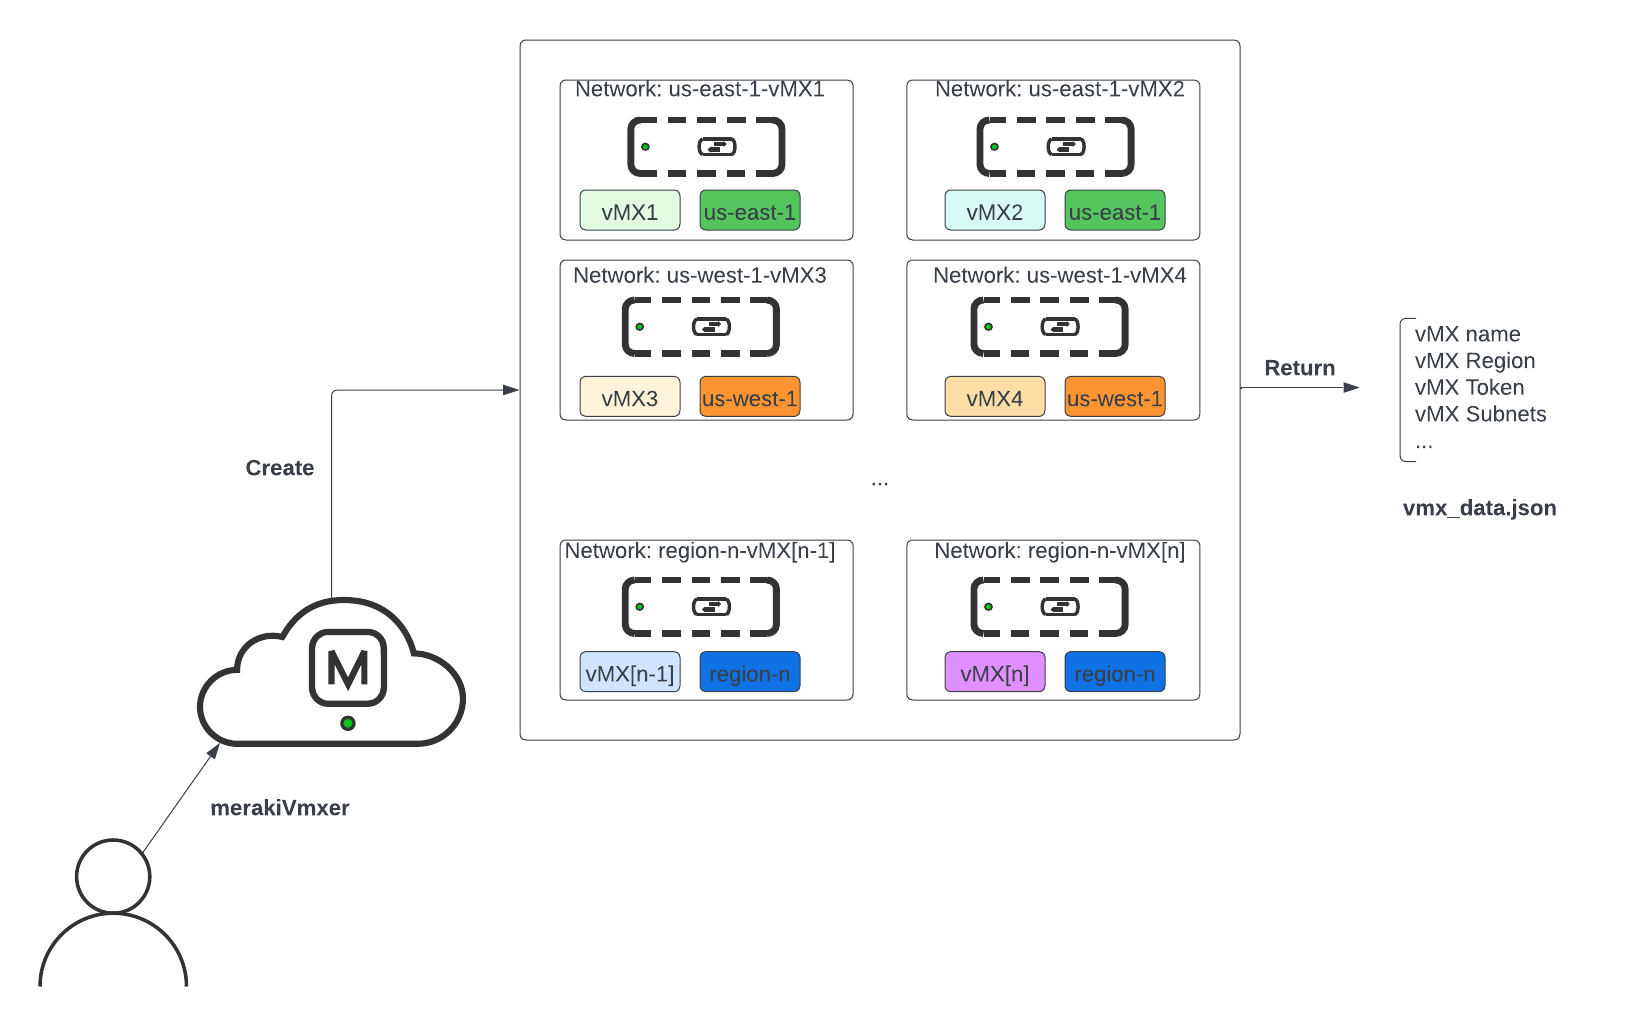 Network: us-east-1-vMX1
vMX1
us-east-1
Network: us-east-1-vMX2
vMX2
us-east-1
Network: us-west-1-vMX3
vMX3
us-west-1
Network: us-west-1-vMX4
vMX4
us-west-1
...
Network: region-n-vMX[n-1]
vMX[n-1]
region-n
Network: region-n-vMX[n]
vMX[n]
region-n
Create
M
merakiVmxer
Return
vMX name
vMX Region
vMX Token
vMX Subnets
...
vmx_data.json